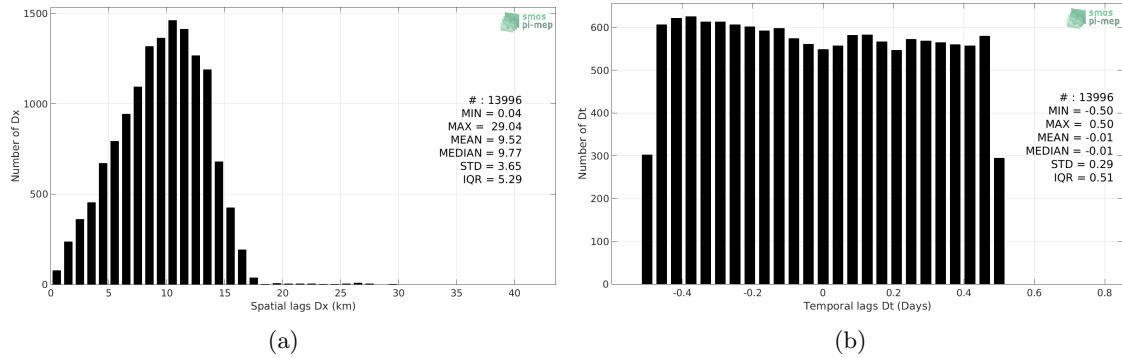 1500
1000
500
0
0
5
10
15
20
25
30
35
40
Number of Dx
Spatial lags Dx (km)
smos
pi-mep
# : 13996
MIN = 0.04
MAX = 29.04
MEAN = 9.52
MEDIAN = 9.77
STD = 3.65
IQR = 5.29
(a)
600
500
400
300
200
100
0
-0.4
-0.2
0
0.2
0.4
0.6
0.8
Number of Dt
Temporal lags Dt (Days)
smos
pi-mep
# : 13996
MIN = -0.50
MAX = 0.50
MEAN = -0.01
MEDIAN = -0.01
STD = 0.29
IQR = 0.51
(b)